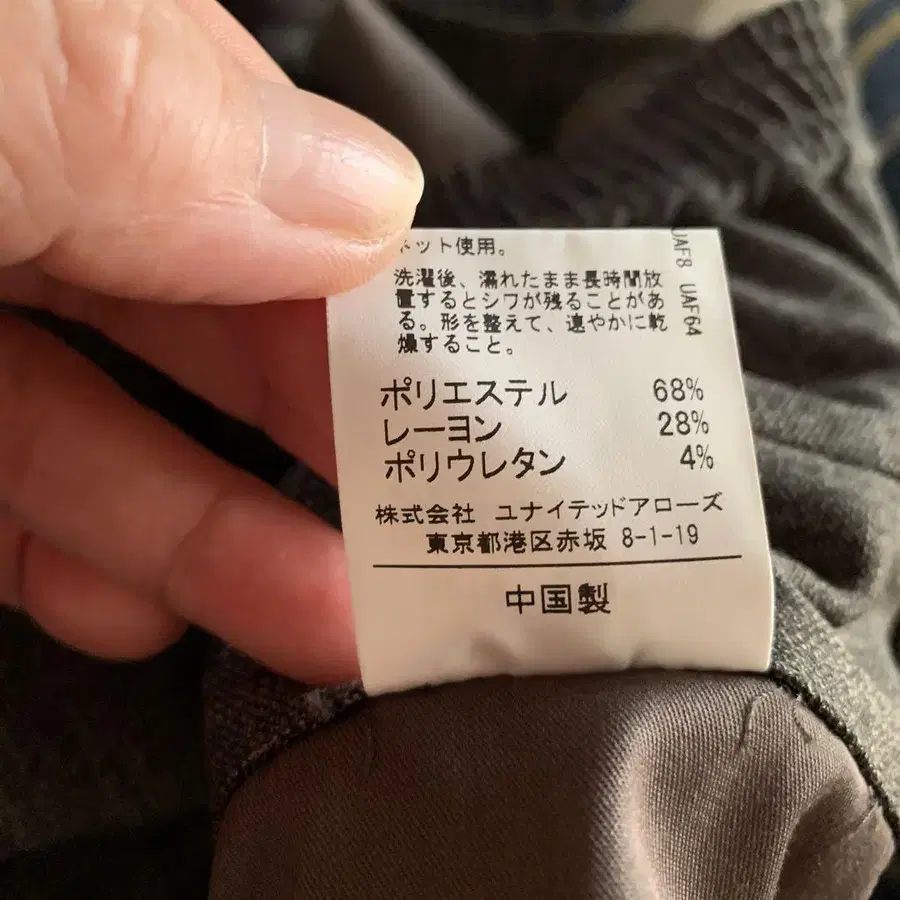 ネット使用。
洗濯後、濡れたまま長時間放
置するとシワが残ることがあ
る。形を整えて、速やかに乾
燥すること。
ポリエステル 68%
レーヨン 28%
ポリウレタン 4%
株式会社 ユナイテッドアローズ
東京都港区赤坂 8-1-19
中国製
UAF8 UAF64